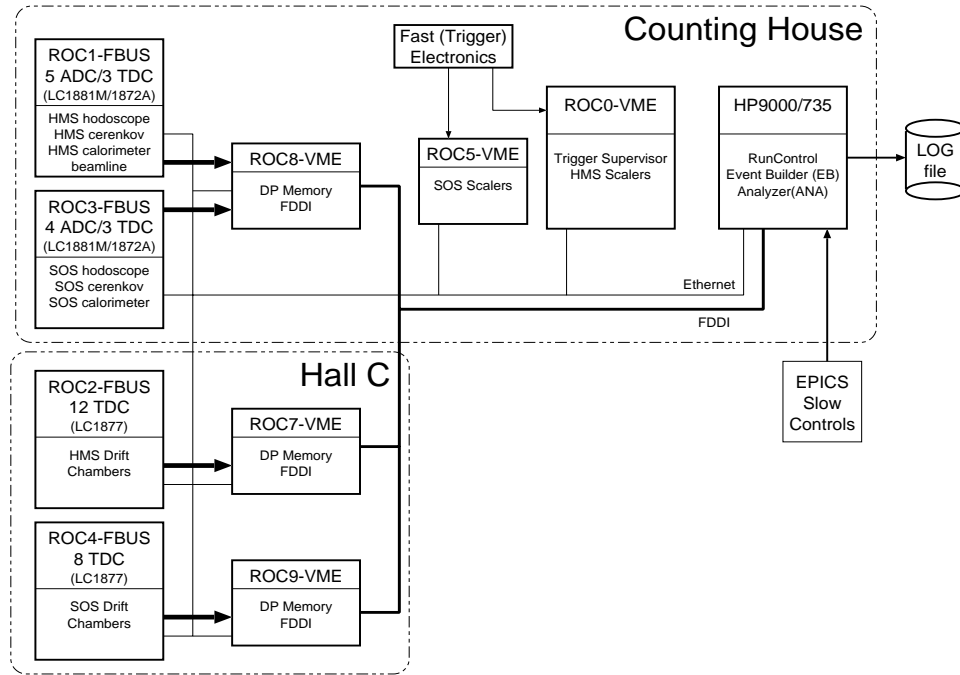 Counting House
ROC1-FBUS
5 ADC/3 TDC
(LC1881M/1872A)
HMS hodoscope
HMS cerenkov
HMS calorimeter
beamline
ROC3-FBUS
4 ADC/3 TDC
(LC1881M/1872A)
SOS hodoscope
SOS cerenkov
SOS calorimeter
ROC8-VME
DP Memory
FDDI
Fast (Trigger)
Electronics
ROC5-VME
SOS Scalers
ROC0-VME
Trigger Supervisor
HMS Scalers
HP9000/735
RunControl
Event Builder (EB)
Analyzer(ANA)
LOG
file
Ethernet
FDDI
EPICS
Slow
Controls
Hall C
ROC2-FBUS
12 TDC
(LC1877)
HMS Drift
Chambers
ROC7-VME
DP Memory
FDDI
ROC4-FBUS
8 TDC
(LC1877)
SOS Drift
Chambers
ROC9-VME
DP Memory
FDDI